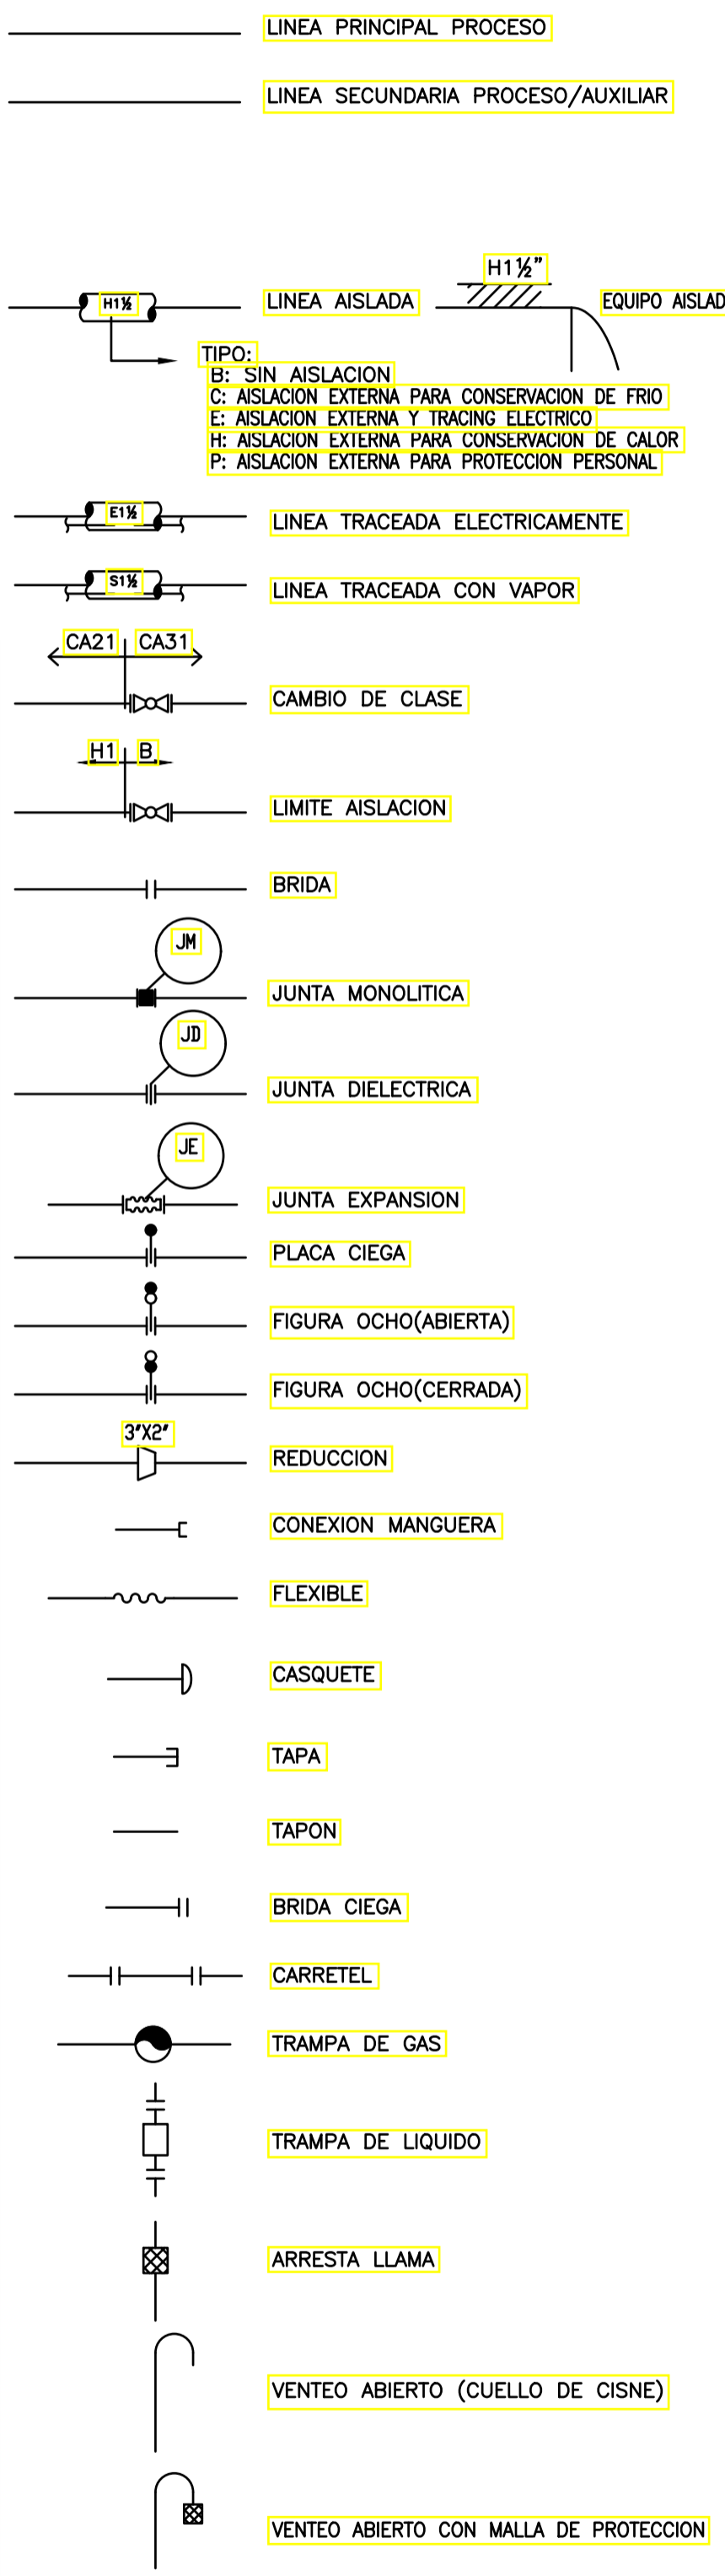 LINEA PRINCIPAL PROCESO
LINEA SECUNDARIA PROCESO/AUXILIAR
H1½"
H1½ LINEA AISLADA EQUIPO AISLAD
TIPO:
B: SIN AISLACION
C: AISLACION EXTERNA PARA CONSERVACION DE FRIO
E: AISLACION EXTERNA Y TRACING ELECTRICO
H: AISLACION EXTERNA PARA CONSERVACION DE CALOR
P: AISLACION EXTERNA PARA PROTECCION PERSONAL
E1½ LINEA TRACEADA ELECTRICAMENTE
S1½ LINEA TRACEADA CON VAPOR
CA21 CA31
CAMBIO DE CLASE
H1 B
LIMITE AISLACION
BRIDA
JM
JUNTA MONOLITICA
JD
JUNTA DIELECTRICA
JE
JUNTA EXPANSION
PLACA CIEGA
FIGURA OCHO(ABIERTA)
FIGURA OCHO(CERRADA)
3"X2"
REDUCCION
CONEXION MANGUERA
FLEXIBLE
CASQUETE
TAPA
TAPON
BRIDA CIEGA
CARRETEL
TRAMPA DE GAS
TRAMPA DE LIQUIDO
ARRESTA LLAMA
VENTEO ABIERTO (CUELLO DE CISNE)
VENTEO ABIERTO CON MALLA DE PROTECCION